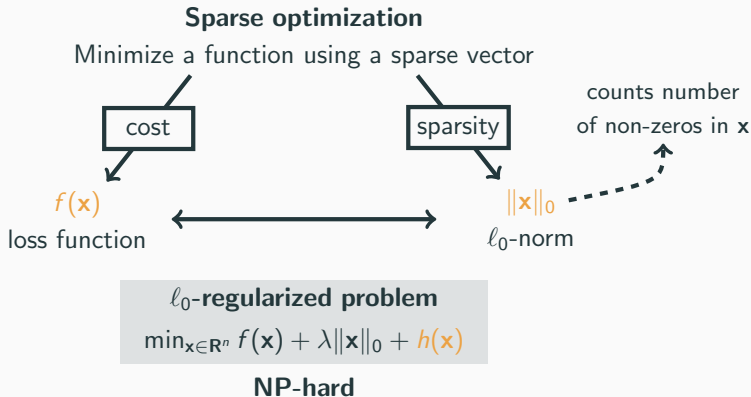 Sparse optimization
Minimize a function using a sparse vector
cost
sparsity
counts number
of non-zeros in x
f(x)
loss function
‖x‖₀
ℓ₀-norm
ℓ₀-regularized problem
min_{x∈Rⁿ} f(x) + λ‖x‖₀ + h(x)
NP-hard